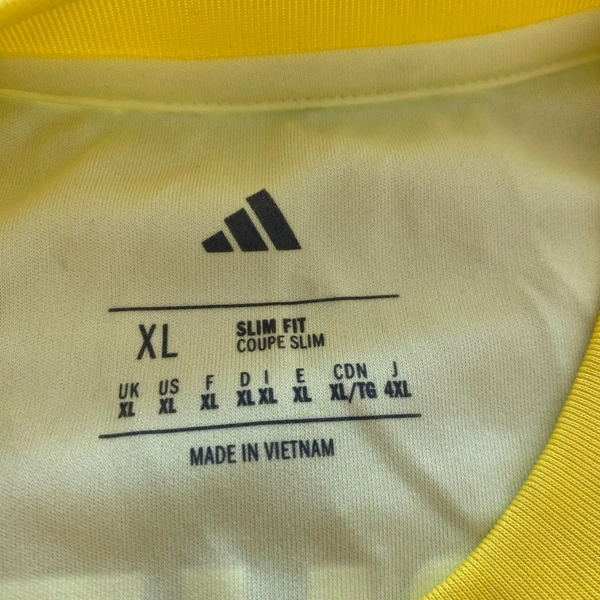 XL SLIM FIT
COUPE SLIM
UK US F D I E CDN J
XL XL XL XL XL XL XL/TG 4XL
MADE IN VIETNAM